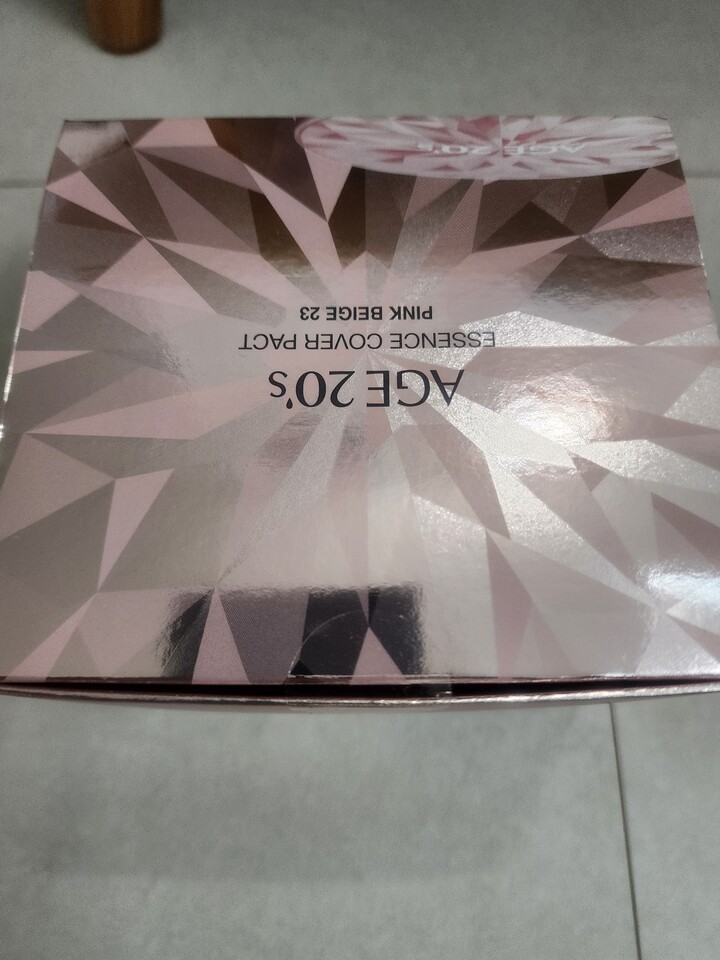 AGE 20's
ESSENCE COVER PACT
PINK BEIGE 23
AGE 20's